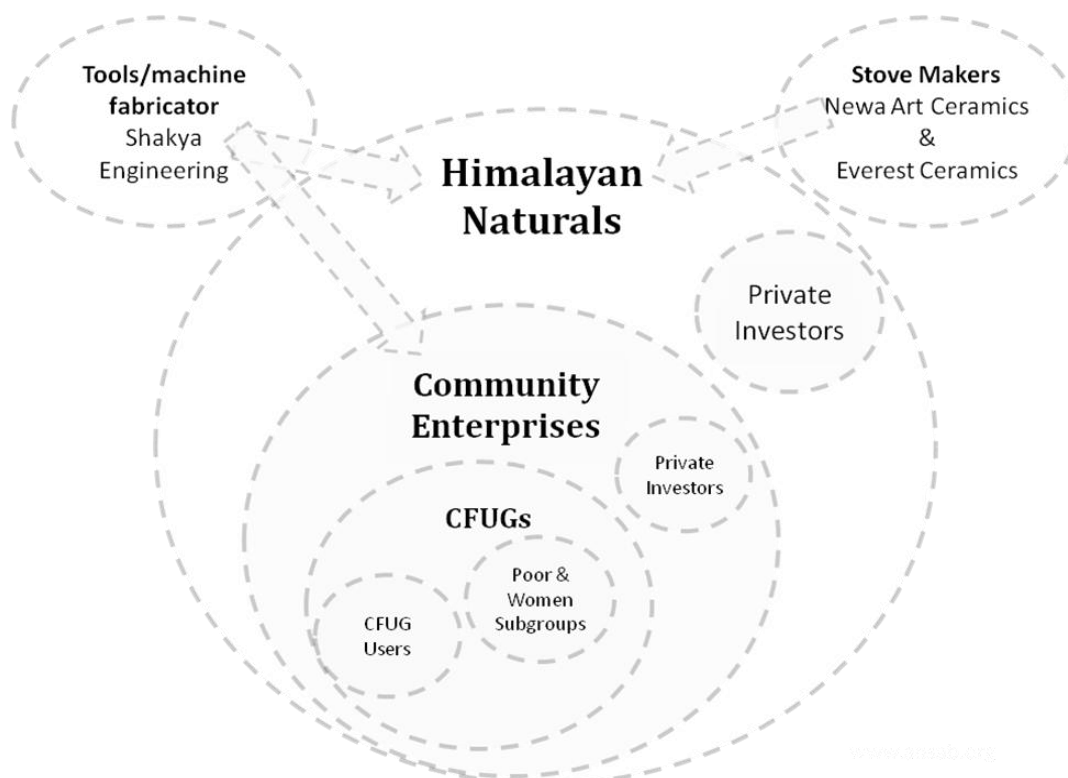 Tools/machine
fabricator
Shakya
Engineering
Stove Makers
Newa Art Ceramics
&
Everest Ceramics
Himalayan
Naturals
Private
Investors
Community
Enterprises
Private
Investors
CFUGs
Poor &
Women
Subgroups
CFUG
Users